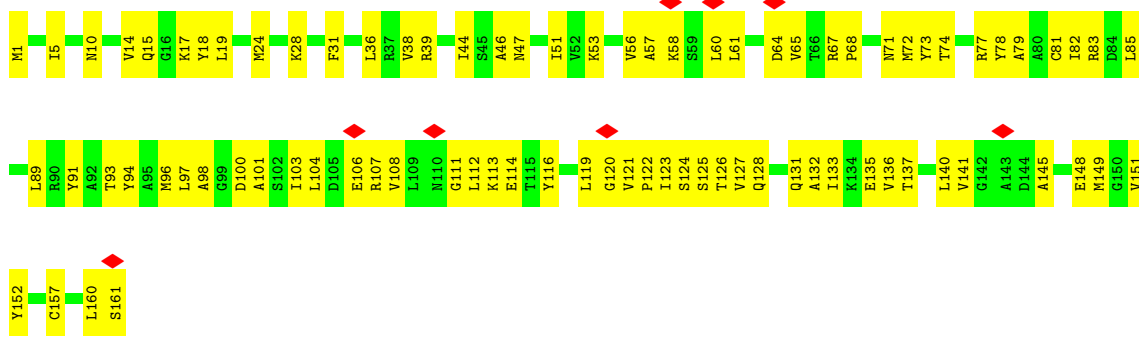 M1 I5 N10 V14 Q15 G16 K17 Y18 L19 M24 K28 F31 L36 R37 V38 R39 I44 S45 A46 N47 I51 V52 K53 V56 A57 K58 S59 L60 L61 D64 V65 T66 R67 P68 N71 M72 Y73 T74 R77 Y78 A79 A80 C81 I82 R83 D84 L85
L89 R90 Y91 A92 T93 Y94 A95 M96 L97 A98 G99 D100 A101 S102 I103 L104 D105 E106 R107 V108 L109 N110 G111 L112 K113 E114 T115 Y116 L119 G120 V121 P122 I123 S124 S125 T126 V127 Q128 Q131 A132 I133 K134 E135 V136 T137 L140 V141 G142 A143 D144 A145 E148 M149 G150 V151
Y152 C157 L160 S161